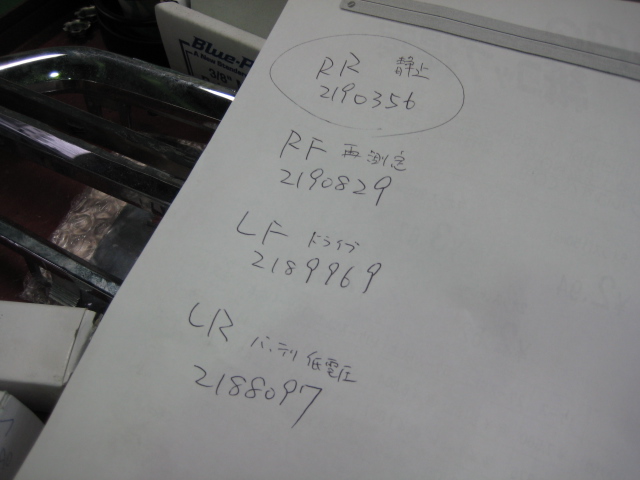 Blue-P
RR 静止
2190356
RF 再測定
2190829
LF ドライブ
2189969
LR バッテリ低電圧
2188097